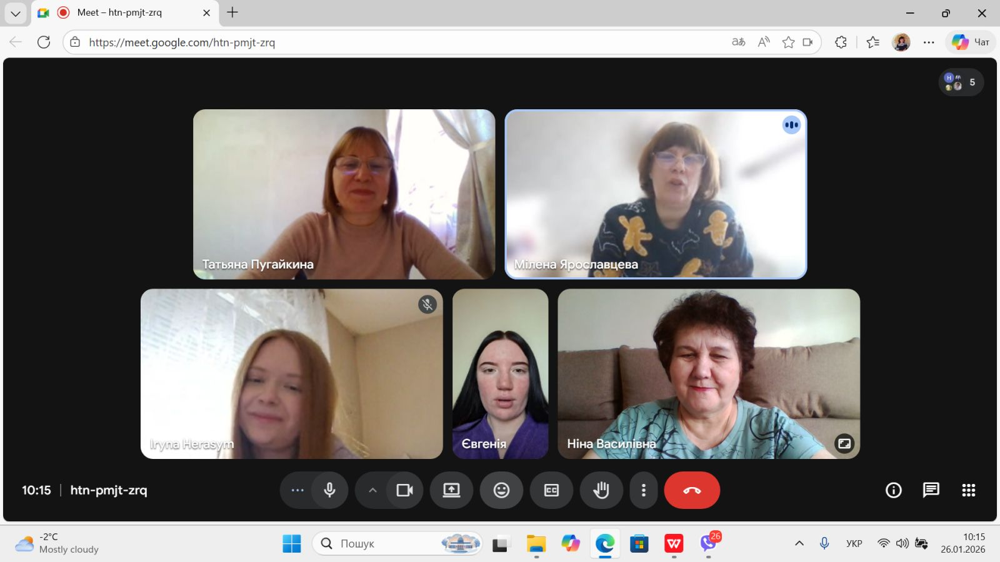 Meet – htn-pmjt-zrq
https://meet.google.com/htn-pmjt-zrq
Чат
H
5
Татьяна Пугайкина
Мілена Ярославцева
Iryna Herasym
Євгенія
Ніна Василівна
10:15 | htn-pmjt-zrq
CC
-2°C
Mostly cloudy
Пошук
26
УКР
10:15
26.01.2026